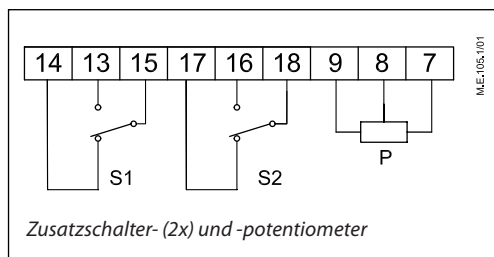 14 13 15 17 16 18 9 8 7
S1 S2 P
Zusatzschalter- (2x) und -potentiometer
M.E.105.1/01